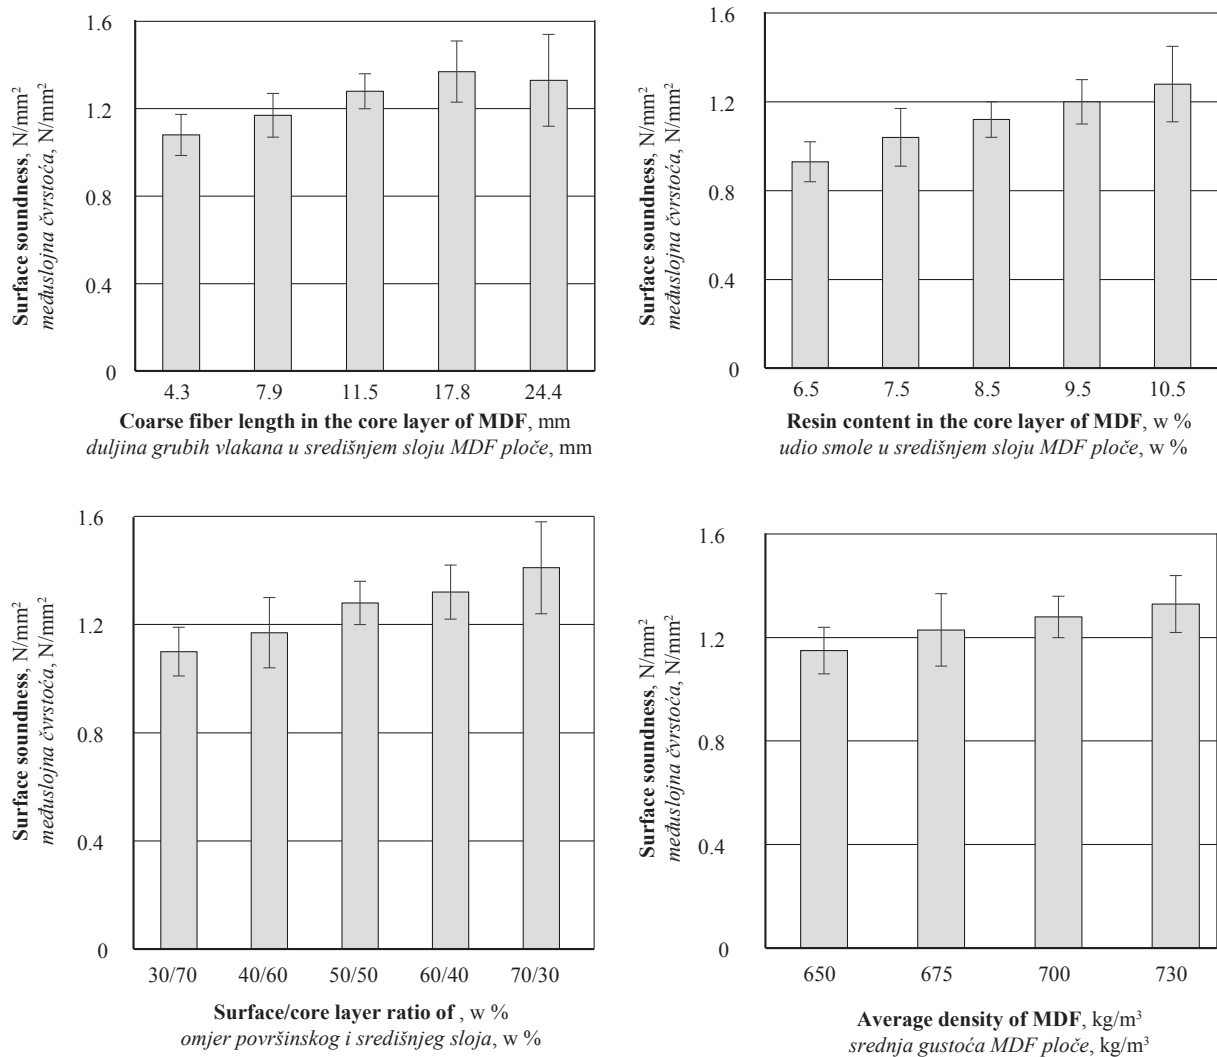 Surface soundness, N/mm²
međuslojna čvrstoća, N/mm²
1.6
1.2
0.8
0.4
0
4.3 7.9 11.5 17.8 24.4
Coarse fiber length in the core layer of MDF, mm
duljina grubih vlakana u središnjem sloju MDF ploče, mm
Surface soundness, N/mm²
međuslojna čvrstoća, N/mm²
1.6
1.2
0.8
0.4
0
6.5 7.5 8.5 9.5 10.5
Resin content in the core layer of MDF, w %
udio smole u središnjem sloju MDF ploče, w %
Surface soundness, N/mm²
međuslojna čvrstoća, N/mm²
1.6
1.2
0.8
0.4
0
30/70 40/60 50/50 60/40 70/30
Surface/core layer ratio of , w %
omjer površinskog i središnjeg sloja, w %
Surface soundness, N/mm²
međuslojna čvrstoća, N/mm²
1.6
1.2
0.8
0.4
0
650 675 700 730
Average density of MDF, kg/m³
srednja gustoća MDF ploče, kg/m³